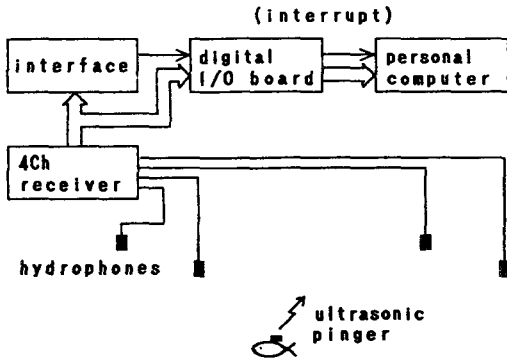 (interrupt)
interface
digital
I/O board
personal
computer
4Ch
receiver
hydrophones
ultrasonic
pinger